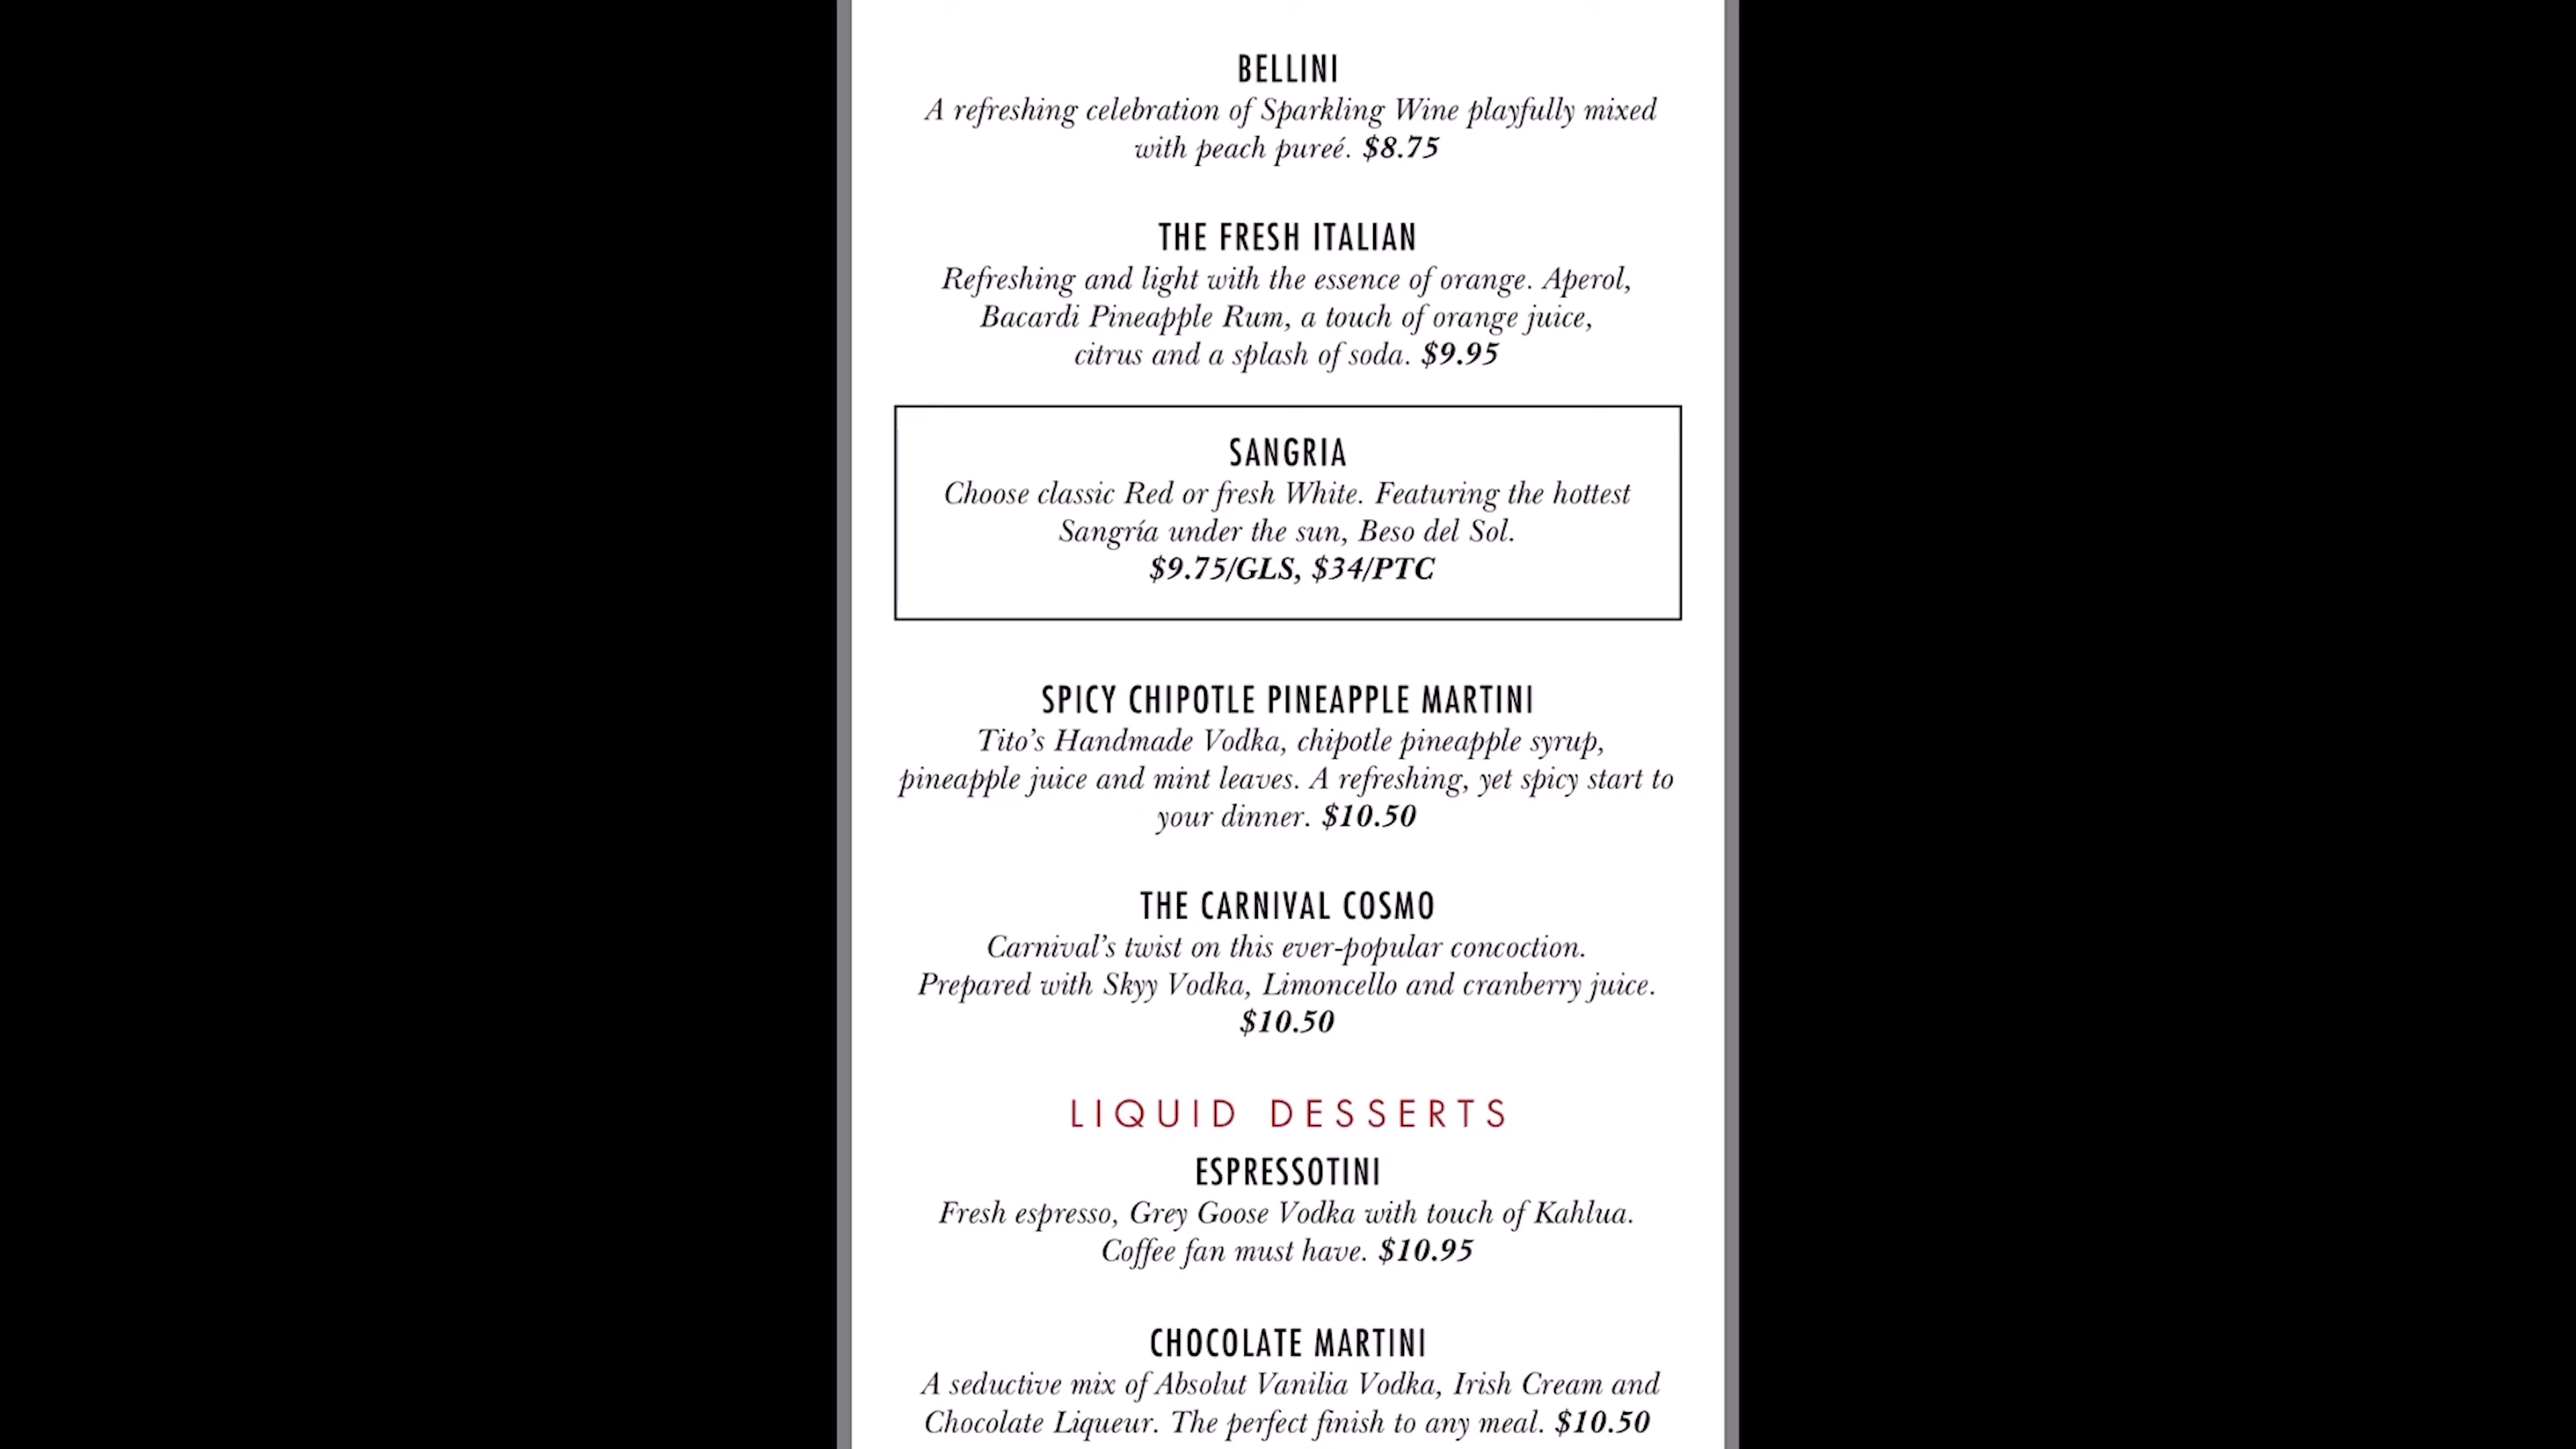 BELLINI
A refreshing celebration of Sparkling Wine playfully mixed
with peach pureé. $8.75
THE FRESH ITALIAN
Refreshing and light with the essence of orange. Aperol,
Bacardi Pineapple Rum, a touch of orange juice,
citrus and a splash of soda. $9.95
SANGRIA
Choose classic Red or fresh White. Featuring the hottest
Sangría under the sun, Beso del Sol.
$9.75/GLS, $34/PTC
SPICY CHIPOTLE PINEAPPLE MARTINI
Tito’s Handmade Vodka, chipotle pineapple syrup,
pineapple juice and mint leaves. A refreshing, yet spicy start to
your dinner. $10.50
THE CARNIVAL COSMO
Carnival’s twist on this ever-popular concoction.
Prepared with Skyy Vodka, Limoncello and cranberry juice.
$10.50
LIQUID DESSERTS
ESPRESSOTINI
Fresh espresso, Grey Goose Vodka with touch of Kahlua.
Coffee fan must have. $10.95
CHOCOLATE MARTINI
A seductive mix of Absolut Vanilia Vodka, Irish Cream and
Chocolate Liqueur. The perfect finish to any meal. $10.50